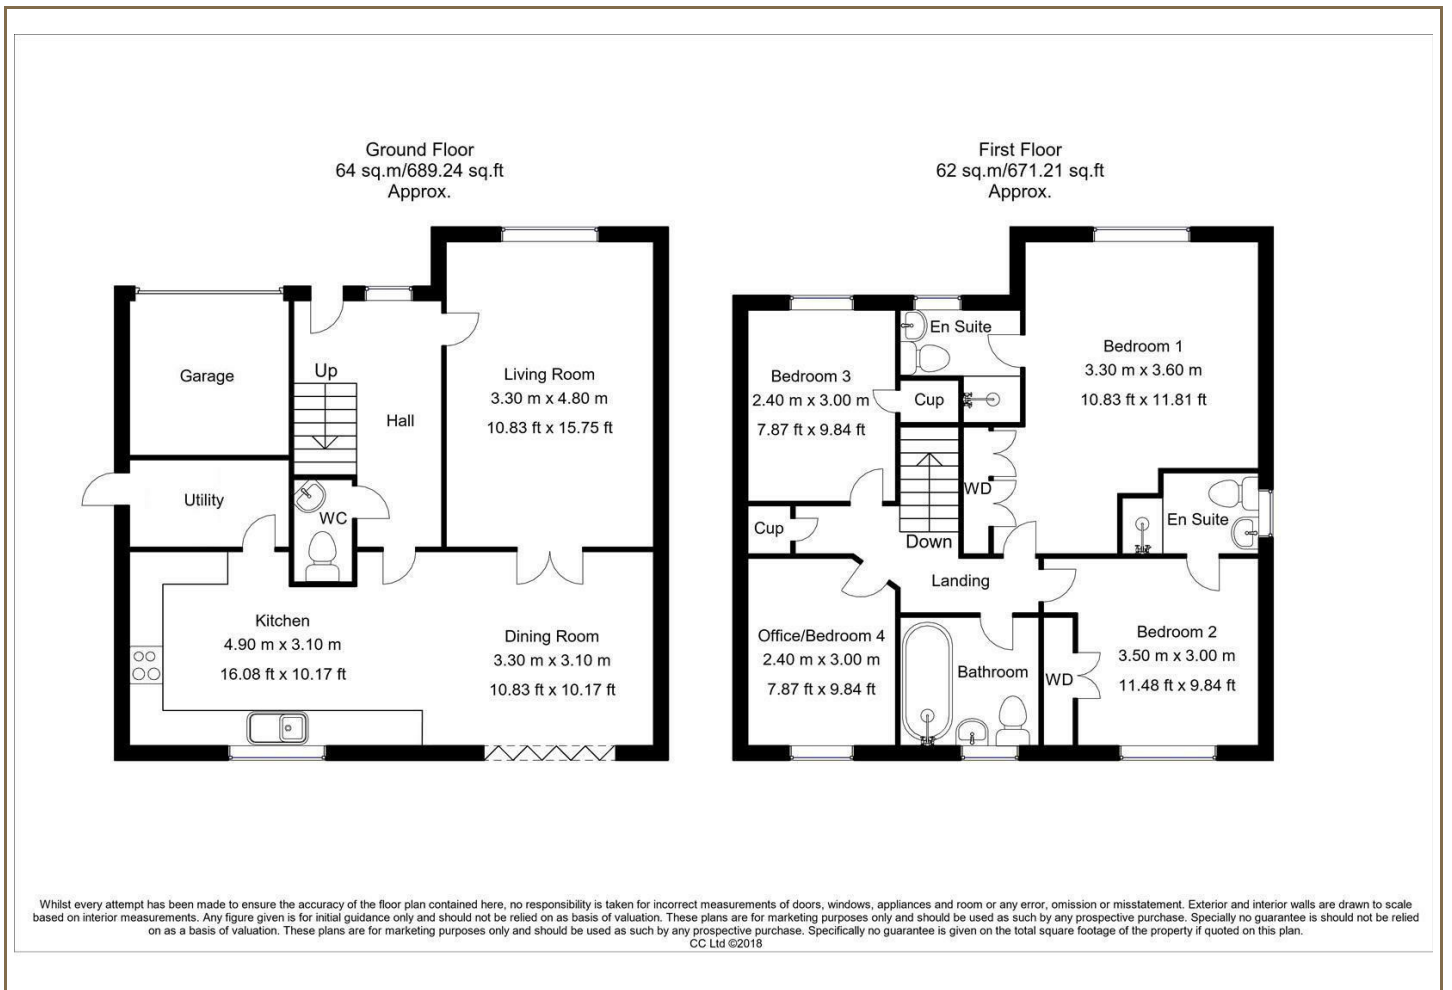 Ground Floor
64 sq.m/689.24 sq.ft
Approx.
Garage
Up
Hall
Living Room
3.30 m x 4.80 m
10.83 ft x 15.75 ft
Utility
WC
Kitchen
4.90 m x 3.10 m
16.08 ft x 10.17 ft
Dining Room
3.30 m x 3.10 m
10.83 ft x 10.17 ft
First Floor
62 sq.m/671.21 sq.ft
Approx.
En Suite
Bedroom 1
3.30 m x 3.60 m
10.83 ft x 11.81 ft
Bedroom 3
2.40 m x 3.00 m
7.87 ft x 9.84 ft
Cup
WD
Cup
Down
En Suite
Landing
Office/Bedroom 4
2.40 m x 3.00 m
7.87 ft x 9.84 ft
Bathroom
WD
Bedroom 2
3.50 m x 3.00 m
11.48 ft x 9.84 ft
Whilst every attempt has been made to ensure the accuracy of the floor plan contained here, no responsibility is taken for incorrect measurements of doors, windows, appliances and room or any error, omission or misstatement. Exterior and interior walls are drawn to scale
based on interior measurements. Any figure given is for initial guidance only and should not be relied on as basis of valuation. These plans are for marketing purposes only and should be used as such by any prospective purchase. Specially no guarantee is should not be relied
on as a basis of valuation. These plans are for marketing purposes only and should be used as such by any prospective purchase. Specifically no guarantee is given on the total square footage of the property if quoted on this plan.
CC Ltd ©2018